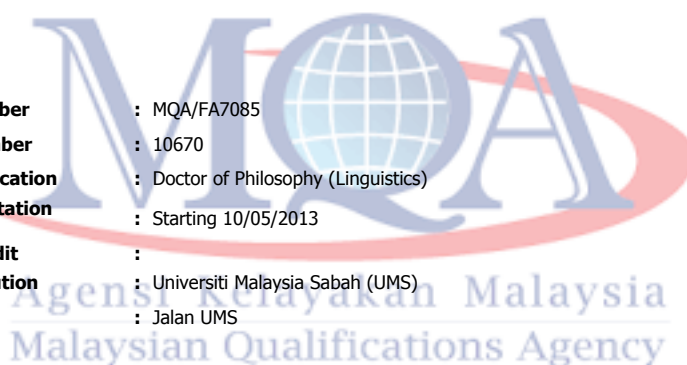 MQA
ber : MQA/FA7085
ber : 10670
cation : Doctor of Philosophy (Linguistics)
tation : Starting 10/05/2013
dit :
tion : Universiti Malaysia Sabah (UMS)
: Jalan UMS
Agensi Kelayakan Malaysia
Malaysian Qualifications Agency